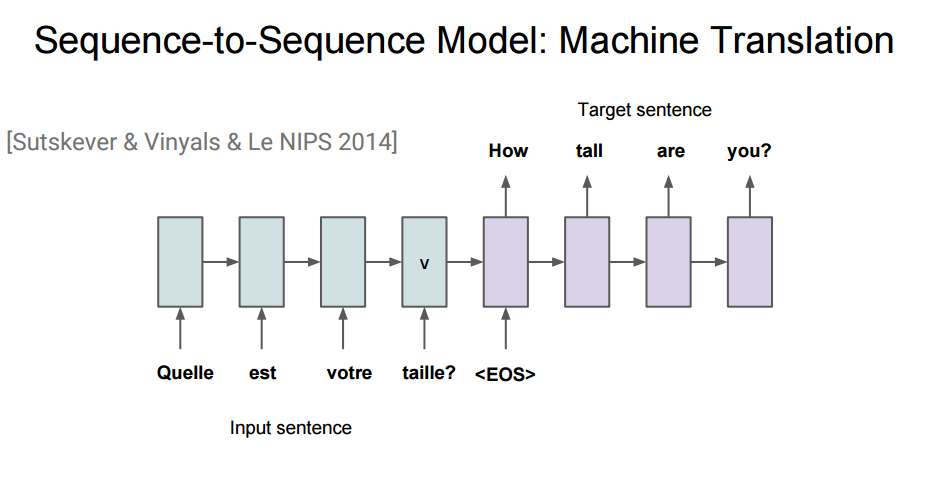 Sequence-to-Sequence Model: Machine Translation
Target sentence
[Sutskever & Vinyals & Le NIPS 2014]
How tall are you?
v
Quelle est votre taille? <EOS>
Input sentence